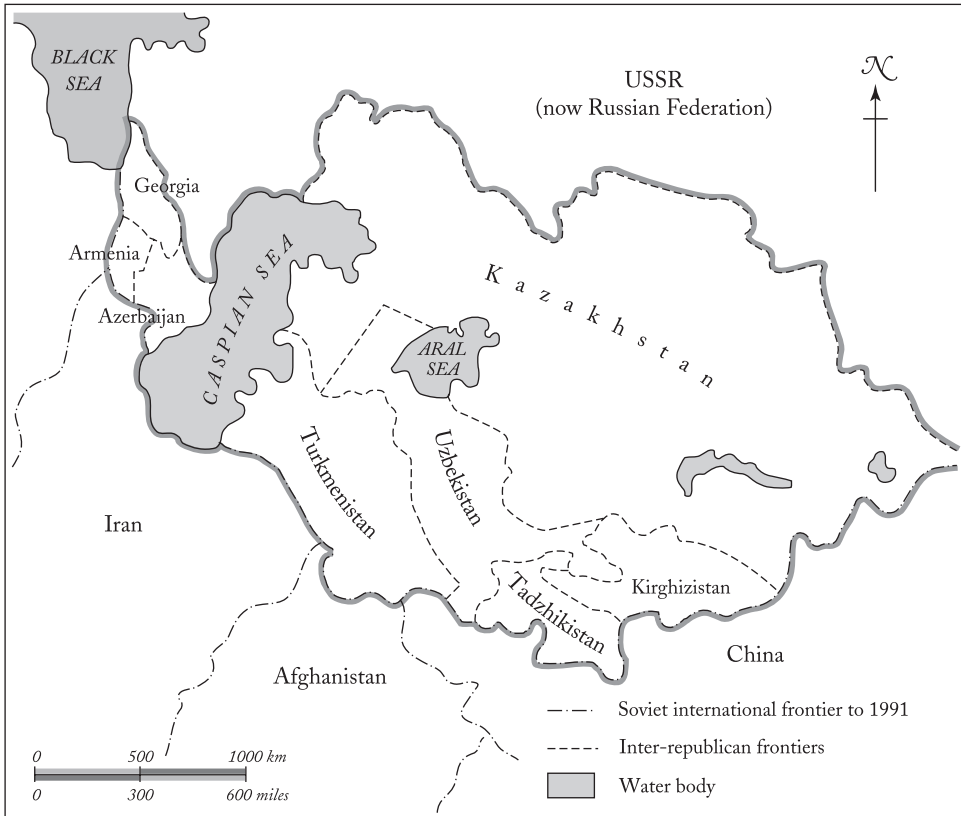 BLACK
SEA
USSR
(now Russian Federation)
N
Georgia
Armenia
Azerbaijan
CASPIAN SEA
Kazakhstan
ARAL
SEA
Turkmenistan
Uzbekistan
Iran
Tadzhikistan
Kirghizistan
China
Afghanistan
Soviet international frontier to 1991
Inter-republican frontiers
Water body
0 500 1000 km
0 300 600 miles